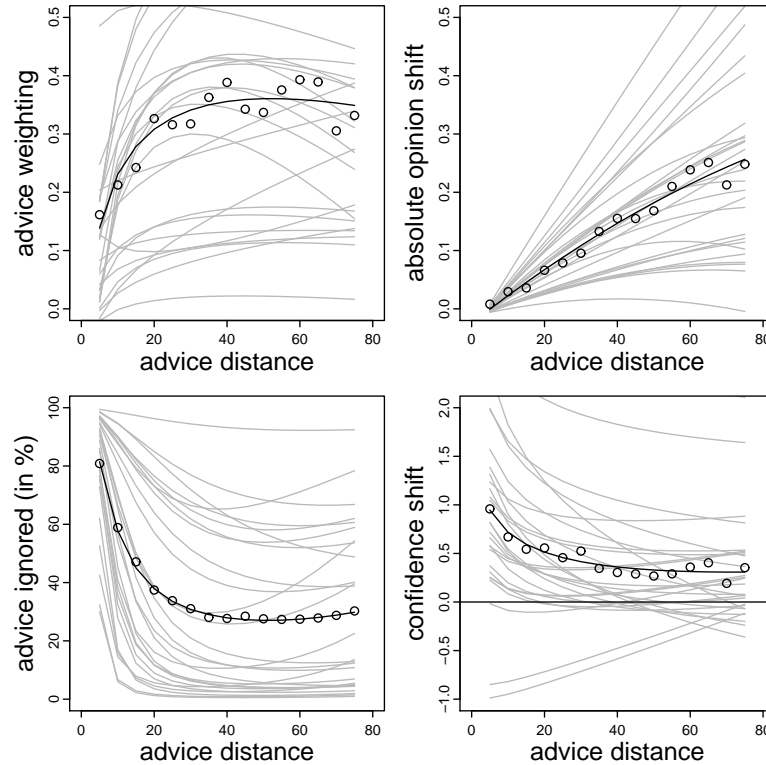 advice weighting
0.5
0.4
0.3
0.2
0.1
0.0
0 20 40 60 80
advice distance
absolute opinion shift
0.5
0.4
0.3
0.2
0.1
0.0
0 20 40 60 80
advice distance
advice ignored (in %)
100
80
60
40
20
0
0 20 40 60 80
advice distance
confidence shift
2.0
1.5
1.0
0.5
0.0
−0.5
−1.0
0 20 40 60 80
advice distance